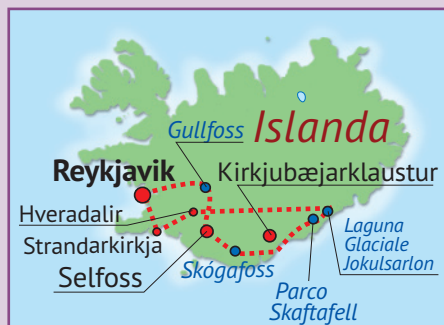 Gullfoss
Islanda
Reykjavik
Kirkjubæjarklaustur
Hveradalir
Strandarkirkja
Selfoss
Skógafoss
Laguna
Glaciale
Jokulsarlon
Parco
Skaftafell